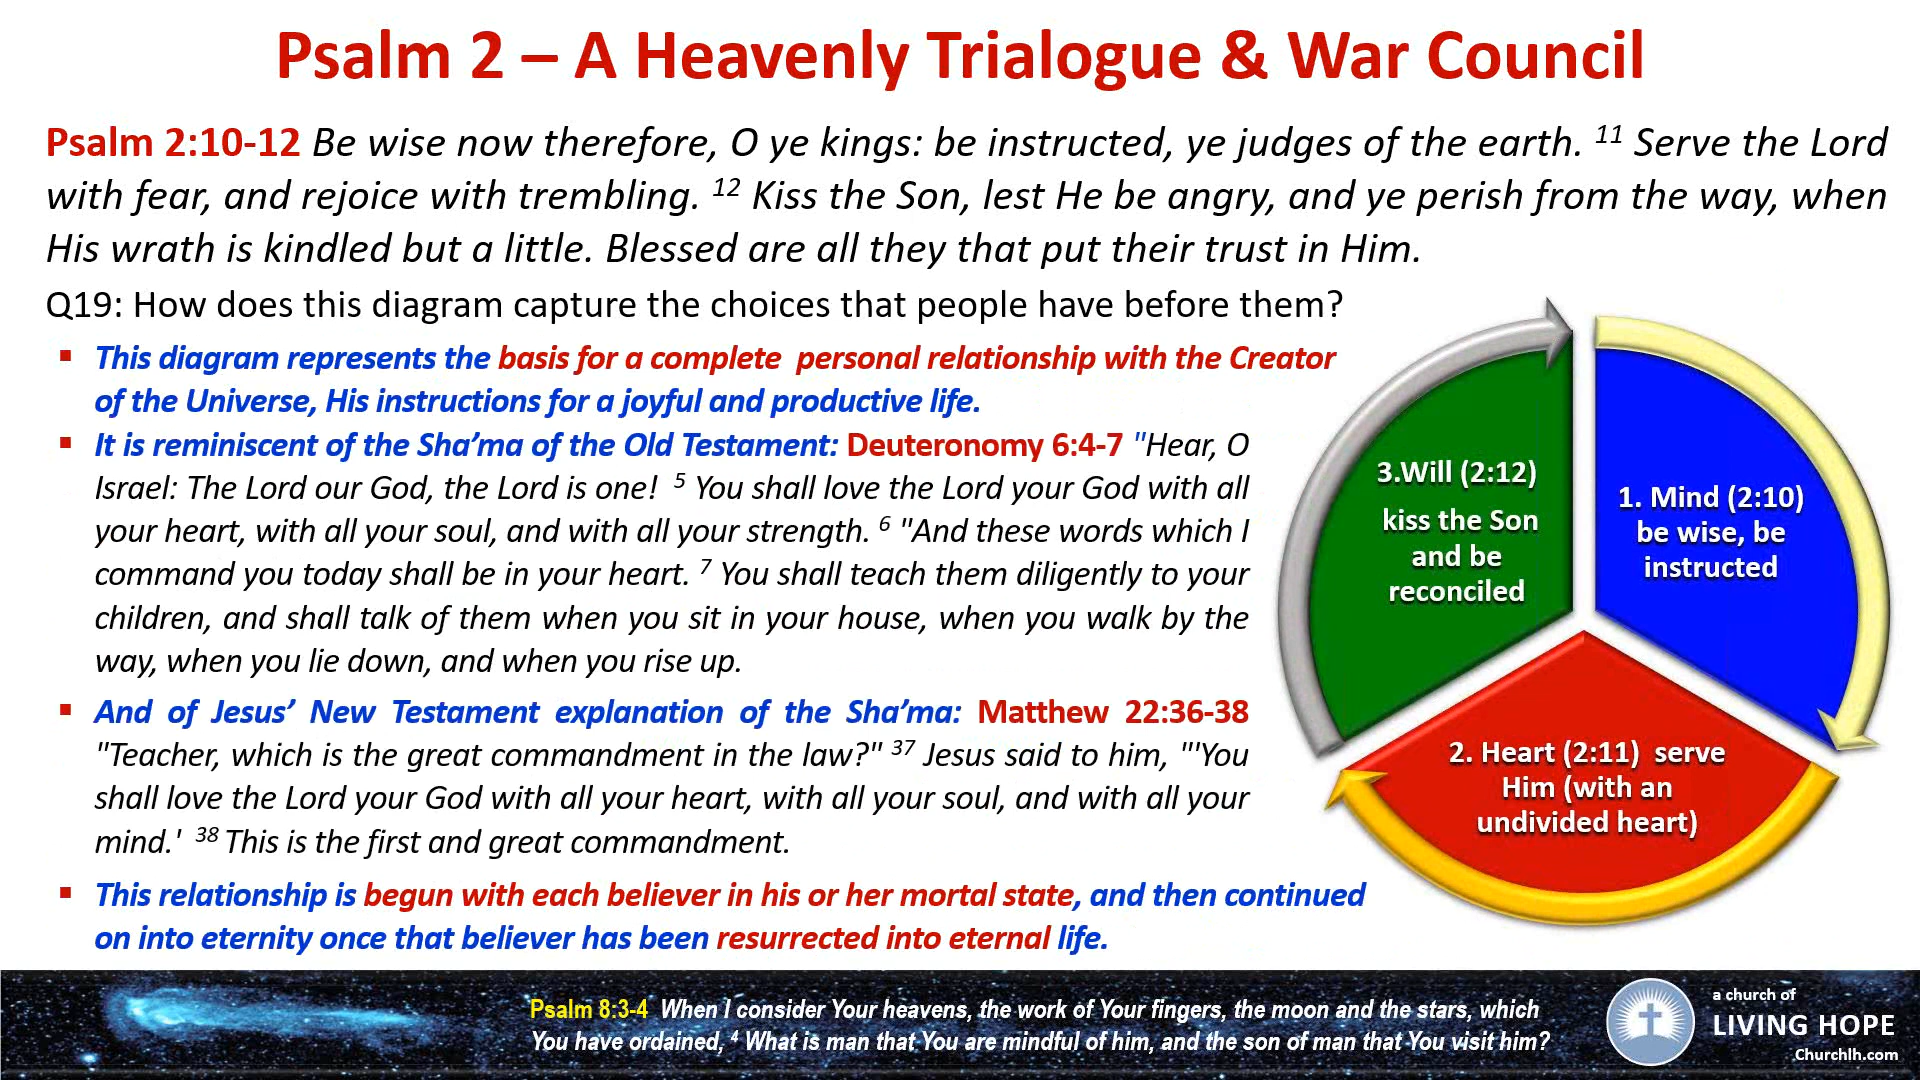 Psalm 2 – A Heavenly Trialogue & War Council
Psalm 2:10-12 Be wise now therefore, O ye kings: be instructed, ye judges of the earth. 11 Serve the Lord
with fear, and rejoice with trembling. 12 Kiss the Son, lest He be angry, and ye perish from the way, when
His wrath is kindled but a little. Blessed are all they that put their trust in Him.
Q19: How does this diagram capture the choices that people have before them?
▪ This diagram represents the basis for a complete personal relationship with the Creator
of the Universe, His instructions for a joyful and productive life.
▪ It is reminiscent of the Sha’ma of the Old Testament: Deuteronomy 6:4-7 "Hear, O
Israel: The Lord our God, the Lord is one! 5 You shall love the Lord your God with all
your heart, with all your soul, and with all your strength. 6 "And these words which I
command you today shall be in your heart. 7 You shall teach them diligently to your
children, and shall talk of them when you sit in your house, when you walk by the
way, when you lie down, and when you rise up.
▪ And of Jesus’ New Testament explanation of the Sha’ma: Matthew 22:36-38
"Teacher, which is the great commandment in the law?" 37 Jesus said to him, "'You
shall love the Lord your God with all your heart, with all your soul, and with all your
mind.' 38 This is the first and great commandment.
▪ This relationship is begun with each believer in his or her mortal state, and then continued
on into eternity once that believer has been resurrected into eternal life.
1. Mind (2:10)
be wise, be
instructed
2. Heart (2:11) serve
Him (with an
undivided heart)
3.Will (2:12)
kiss the Son
and be
reconciled
Psalm 8:3-4 When I consider Your heavens, the work of Your fingers, the moon and the stars, which
You have ordained, 4 What is man that You are mindful of him, and the son of man that You visit him?
a church of
LIVING HOPE
Churchlh.com